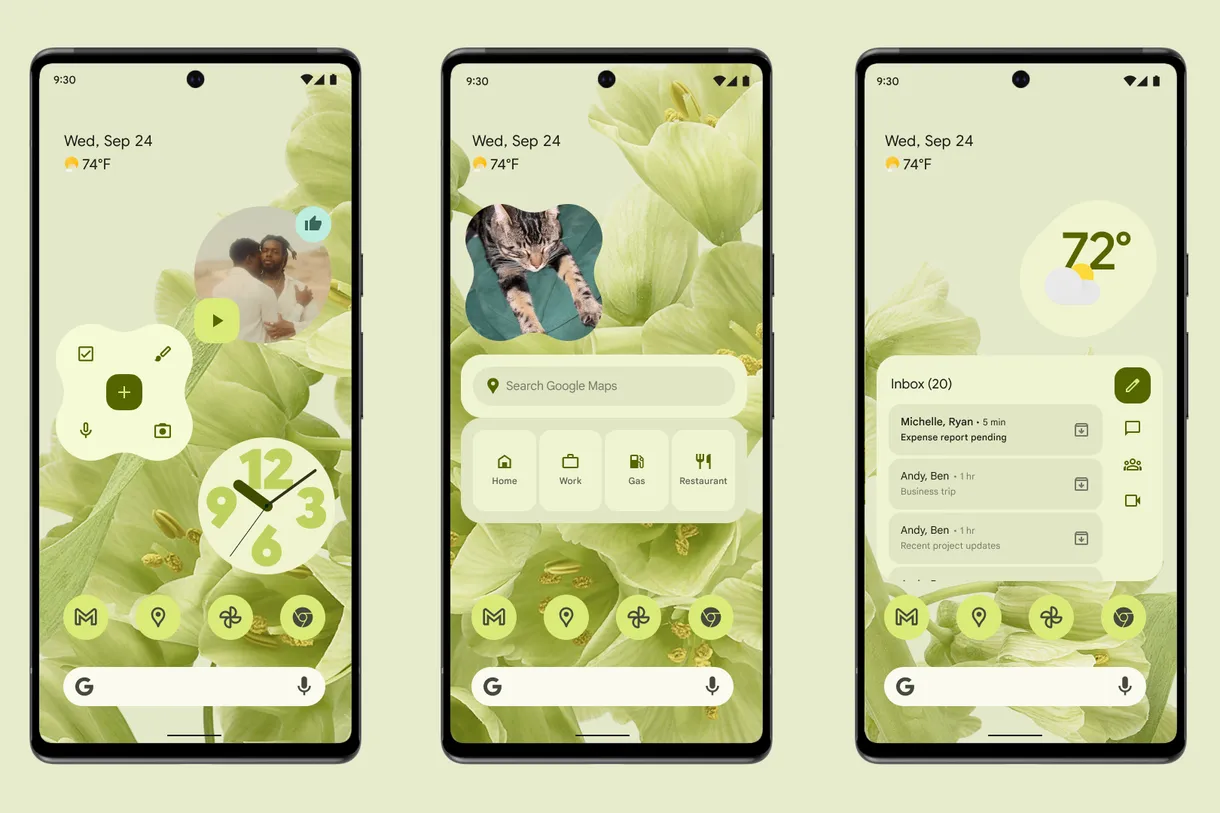 9:30
Wed, Sep 24
74°F
12
9
3
6
G
9:30
Wed, Sep 24
74°F
Search Google Maps
Home Work Gas Restaurant
G
9:30
Wed, Sep 24
74°F
72°
Inbox (20)
Michelle, Ryan • 5 min
Expense report pending
Andy, Ben • 1 hr
Business trip
Andy, Ben • 1 hr
Recent project updates
G